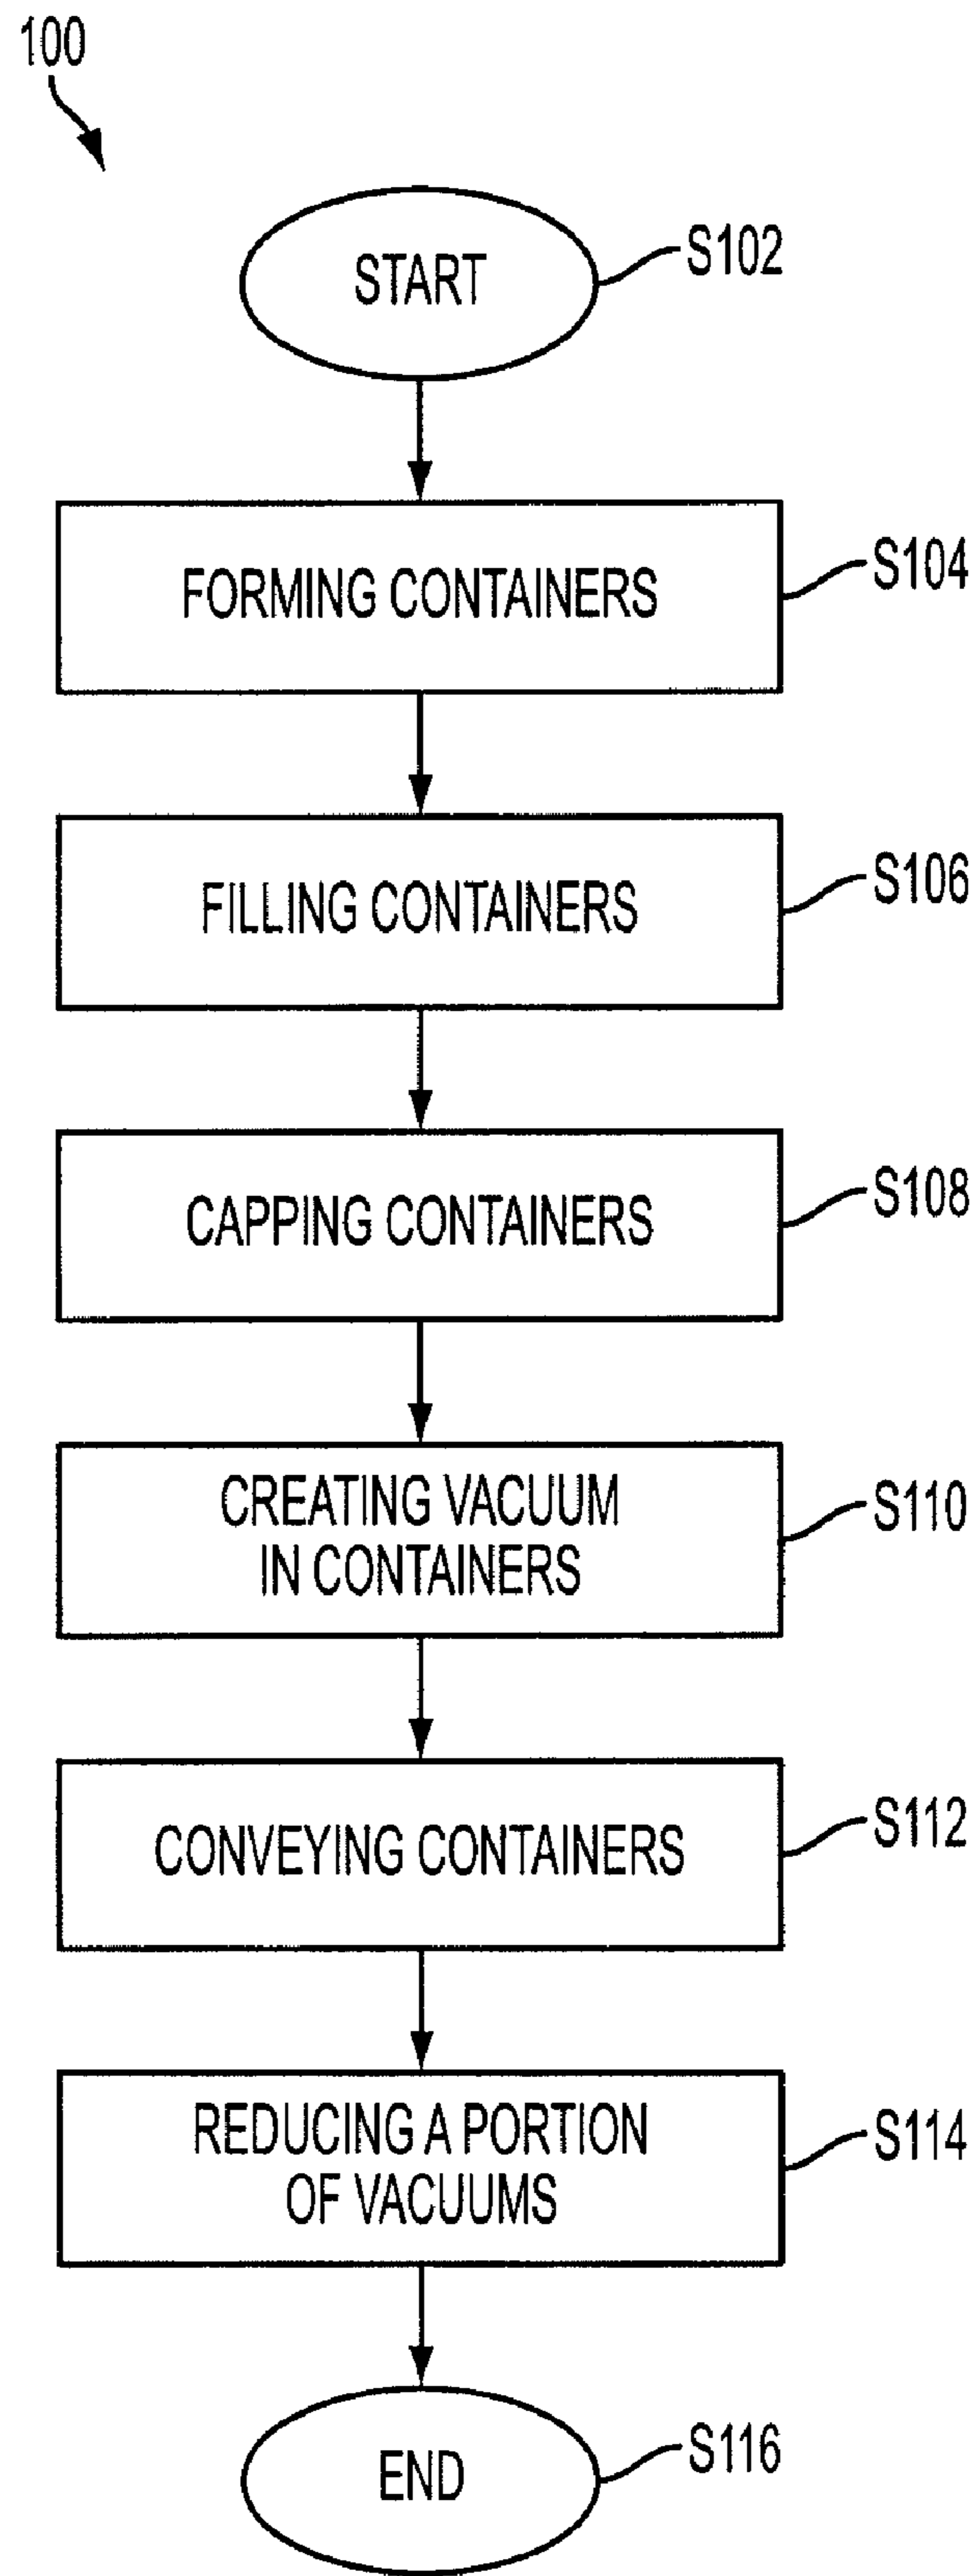 100
START
S102
FORMING CONTAINERS
S104
FILLING CONTAINERS
S106
CAPPING CONTAINERS
S108
CREATING VACUUM
IN CONTAINERS
S110
CONVEYING CONTAINERS
S112
REDUCING A PORTION
OF VACUUMS
S114
END
S116